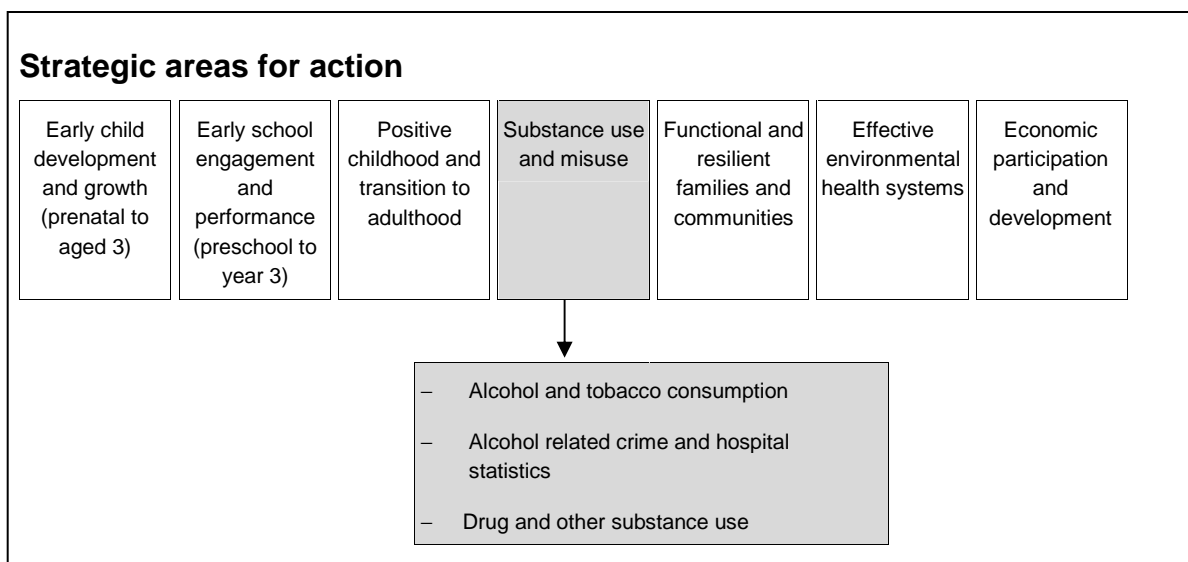 Strategic areas for action
Early child
development
and growth
(prenatal to
aged 3)
Early school
engagement
and
performance
(preschool to
year 3)
Positive
childhood and
transition to
adulthood
Substance use
and misuse
Functional and
resilient
families and
communities
Effective
environmental
health systems
Economic
participation
and
development
– Alcohol and tobacco consumption
– Alcohol related crime and hospital
statistics
– Drug and other substance use